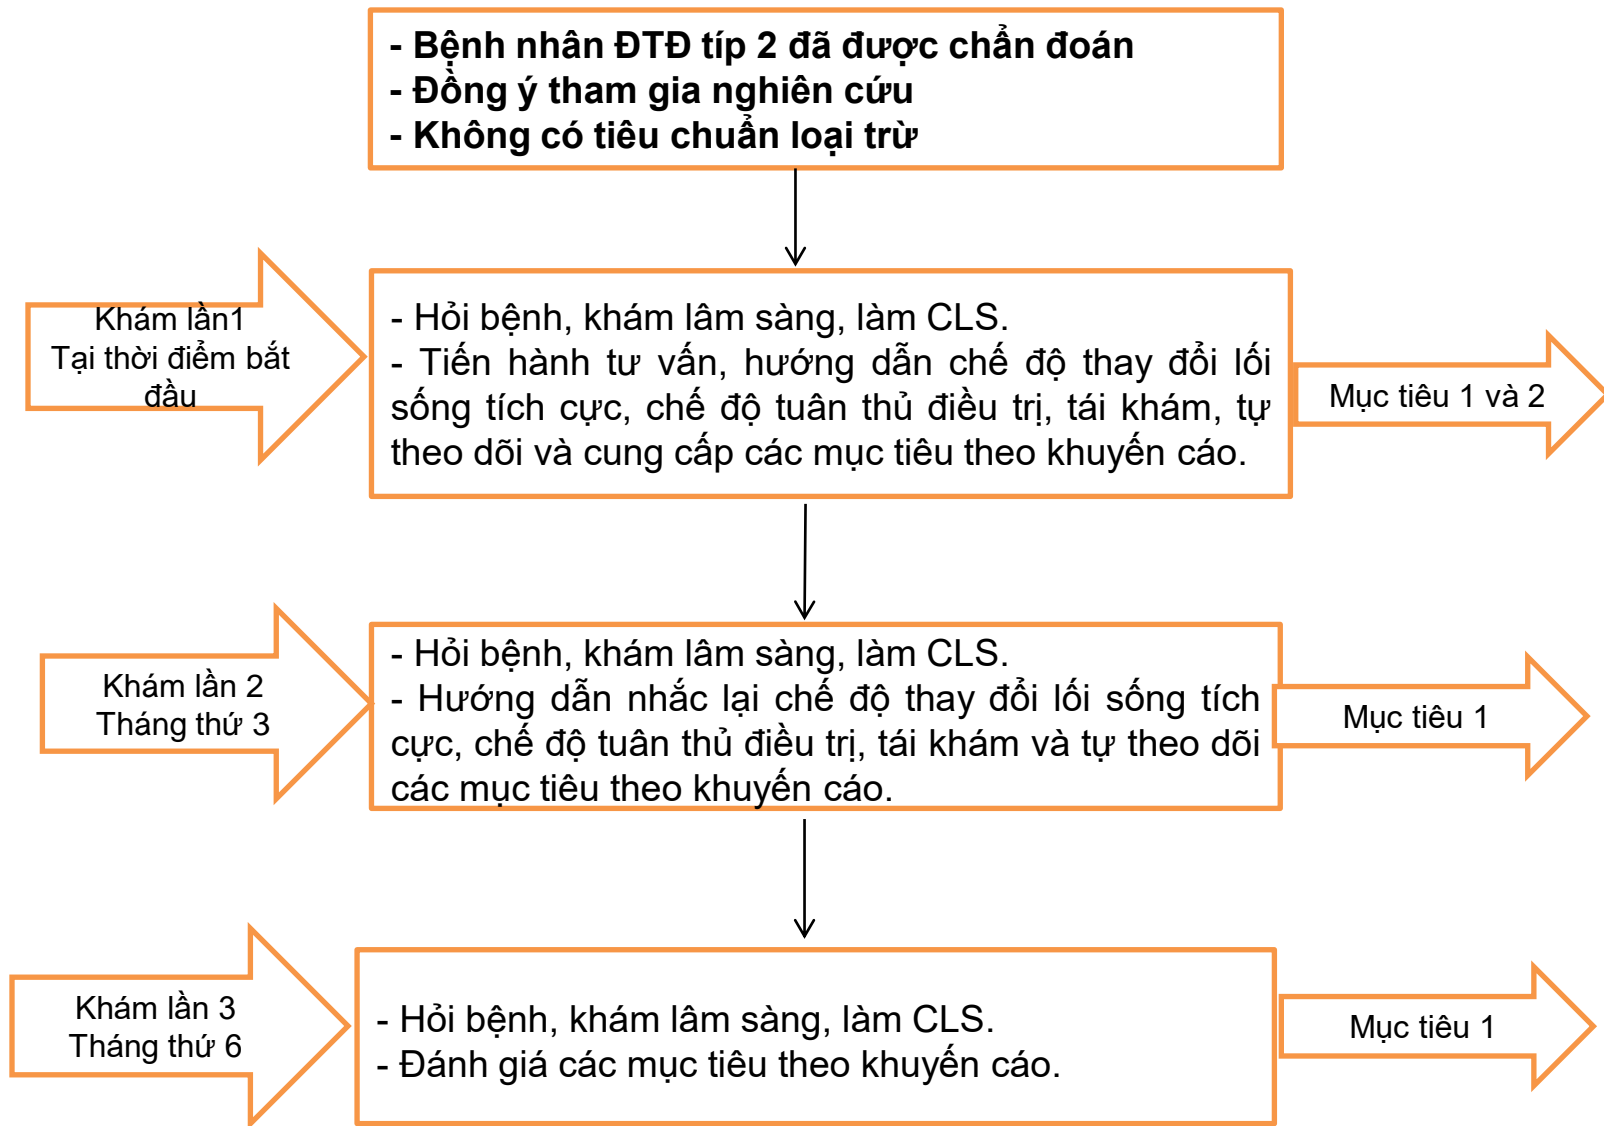 - Bệnh nhân ĐTĐ típ 2 đã được chẩn đoán
- Đồng ý tham gia nghiên cứu
- Không có tiêu chuẩn loại trừ
Khám lần1
Tại thời điểm bắt
đầu
- Hỏi bệnh, khám lâm sàng, làm CLS.
- Tiến hành tư vấn, hướng dẫn chế độ thay đổi lối
sống tích cực, chế độ tuân thủ điều trị, tái khám, tự
theo dõi và cung cấp các mục tiêu theo khuyến cáo.
Mục tiêu 1 và 2
Khám lần 2
Tháng thứ 3
- Hỏi bệnh, khám lâm sàng, làm CLS.
- Hướng dẫn nhắc lại chế độ thay đổi lối sống tích
cực, chế độ tuân thủ điều trị, tái khám và tự theo dõi
các mục tiêu theo khuyến cáo.
Mục tiêu 1
Khám lần 3
Tháng thứ 6
- Hỏi bệnh, khám lâm sàng, làm CLS.
- Đánh giá các mục tiêu theo khuyến cáo.
Mục tiêu 1